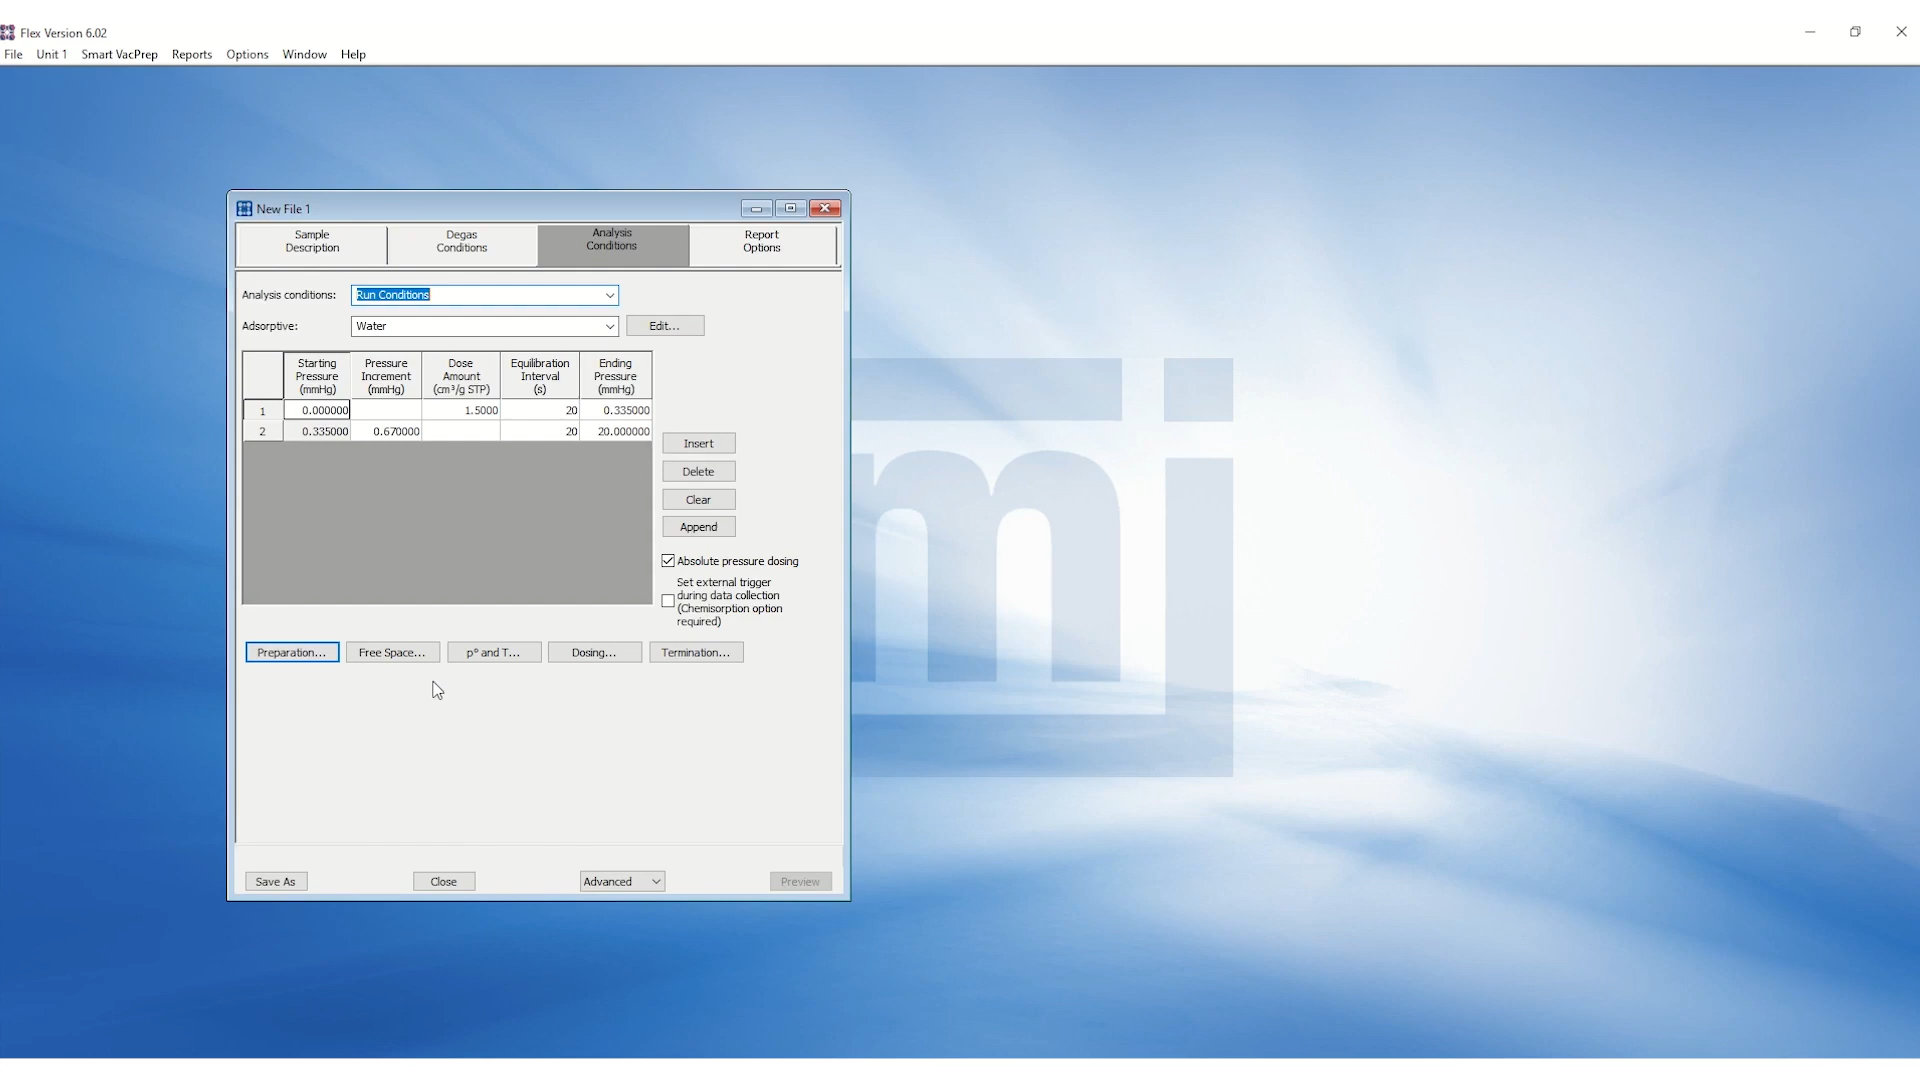 Flex Version 6.02
File Unit 1 Smart VacPrep Reports Options Window Help
New File 1
Sample Description
Degas Conditions
Analysis Conditions
Report Options
Analysis conditions: Run Conditions
Adsorptive: Water Edit...
Starting Pressure (mmHg)
Pressure Increment (mmHg)
Dose Amount (cm³/g STP)
Equilibration Interval (s)
Ending Pressure (mmHg)
1 0.000000 1.5000 20 0.335000
2 0.335000 0.670000 20 20.000000
Insert
Delete
Clear
Append
Absolute pressure dosing
Set external trigger
during data collection
(Chemisorption option
required)
Preparation... Free Space... p° and T... Dosing... Termination...
Save As Close Advanced Preview
mi